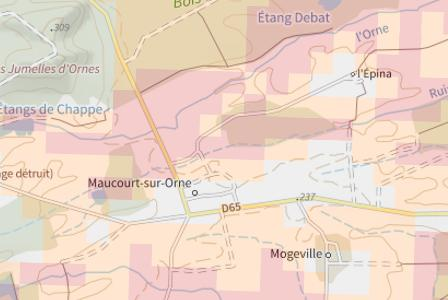 Bois
Étang Debat
309
l'Orne
s Jumelles d'Ornes
l'Épina
Étangs de Chappe
Rui
ge détruit)
Maucourt-sur-Orne
237
D65
Mogeville